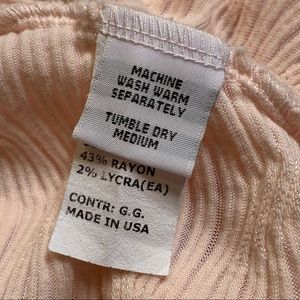 MACHINE
WASH WARM
SEPARATELY
TUMBLE DRY
MEDIUM
43% RAYON
2% LYCRA(EA)
CONTR: G.G.
MADE IN USA